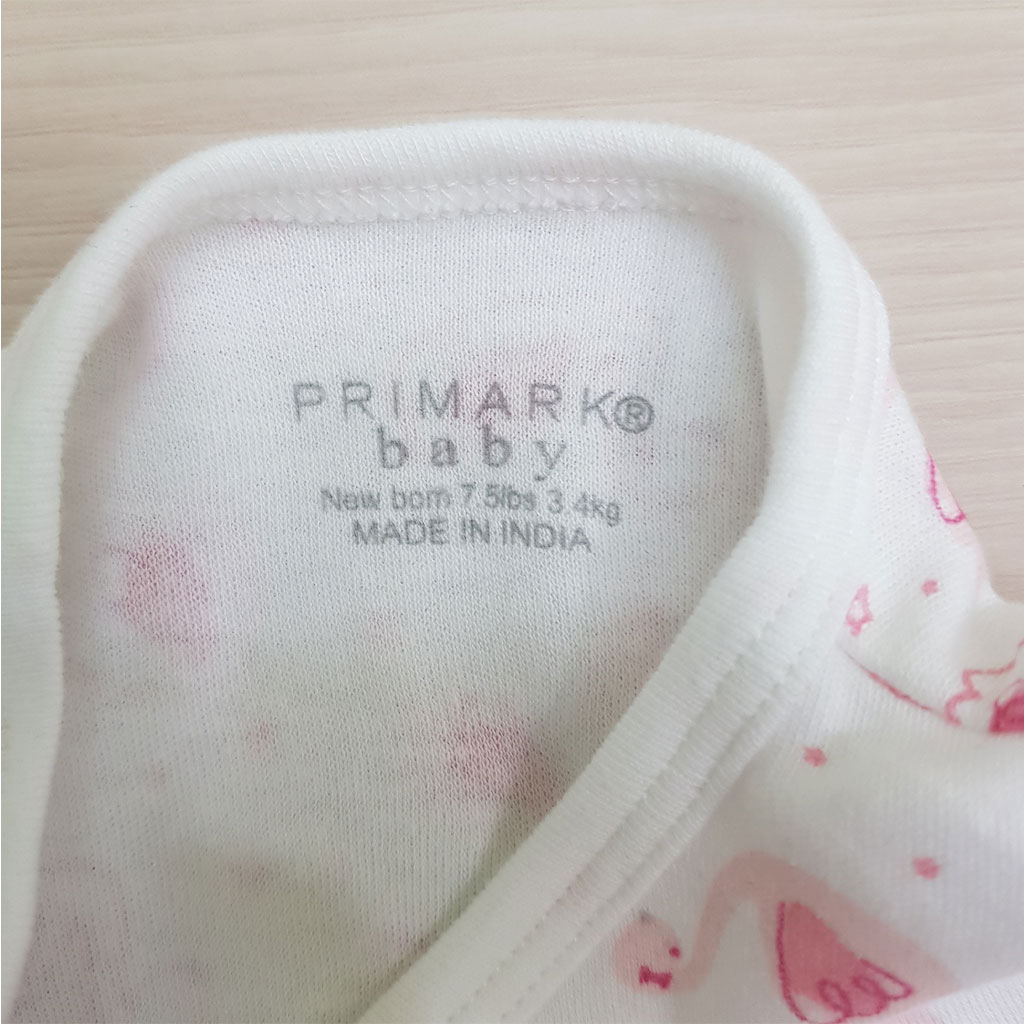 PRIMARK®
baby
New born 7.5lbs 3.4kg
MADE IN INDIA